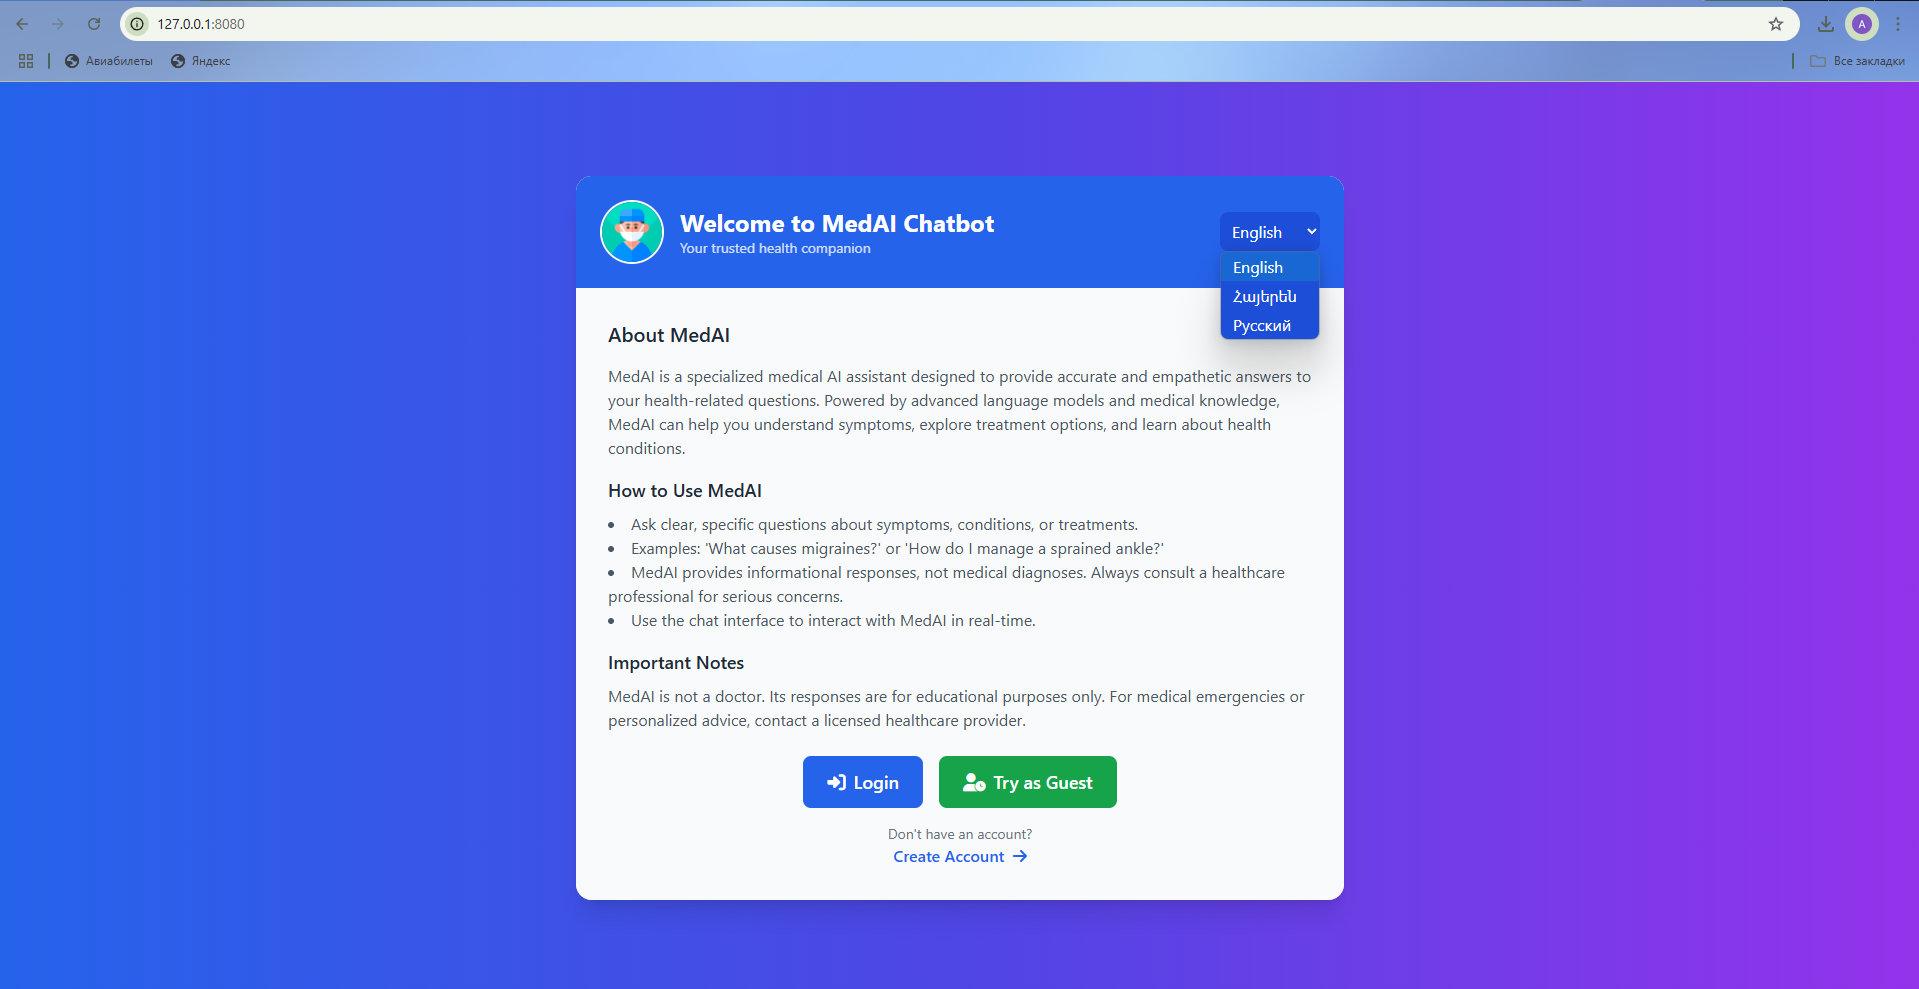 127.0.0.1:8080
A
Авиабилеты
Яндекс
Все закладки
Welcome to MedAI Chatbot
Your trusted health companion
English
English
Հայերեն
Русский
About MedAI
MedAI is a specialized medical AI assistant designed to provide accurate and empathetic answers to
your health-related questions. Powered by advanced language models and medical knowledge,
MedAI can help you understand symptoms, explore treatment options, and learn about health
conditions.
How to Use MedAI
• Ask clear, specific questions about symptoms, conditions, or treatments.
• Examples: 'What causes migraines?' or 'How do I manage a sprained ankle?'
• MedAI provides informational responses, not medical diagnoses. Always consult a healthcare
professional for serious concerns.
• Use the chat interface to interact with MedAI in real-time.
Important Notes
MedAI is not a doctor. Its responses are for educational purposes only. For medical emergencies or
personalized advice, contact a licensed healthcare provider.
Login
Try as Guest
Don't have an account?
Create Account →